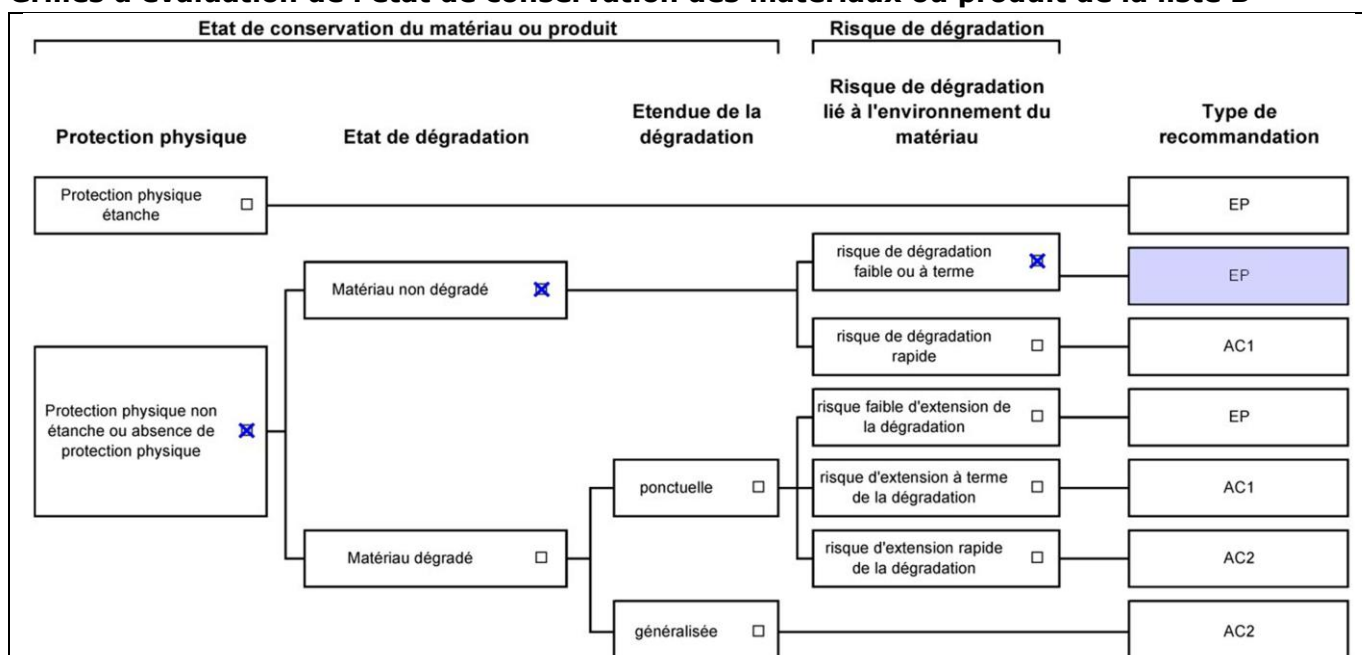 Grilles d'évaluation de l'état de conservation des matériaux ou produit de la liste B
Etat de conservation du matériau ou produit
Risque de dégradation
Protection physique
Etat de dégradation
Etendue de la
dégradation
Risque de dégradation
lié à l'environnement du
matériau
Type de
recommandation
Protection physique
étanche
EP
risque de dégradation
faible ou à terme
EP
Matériau non dégradé
risque de dégradation
rapide
AC1
Protection physique non
étanche ou absence de
protection physique
risque faible d'extension de
la dégradation
EP
ponctuelle
risque d'extension à terme
de la dégradation
AC1
Matériau dégradé
risque d'extension rapide
de la dégradation
AC2
généralisée
AC2